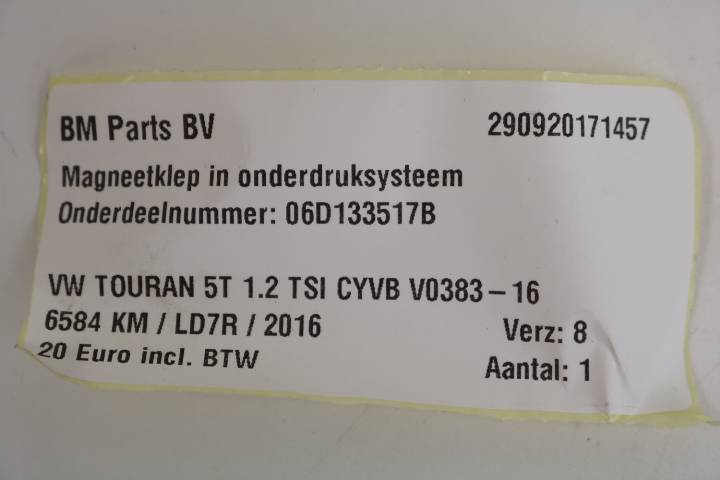 BM Parts BV 290920171457
Magneetklep in onderdruksysteem
Onderdeelnummer: 06D133517B
VW TOURAN 5T 1.2 TSI CYVB V0383-16
6584 KM / LD7R / 2016 Verz: 8
20 Euro incl. BTW Aantal: 1